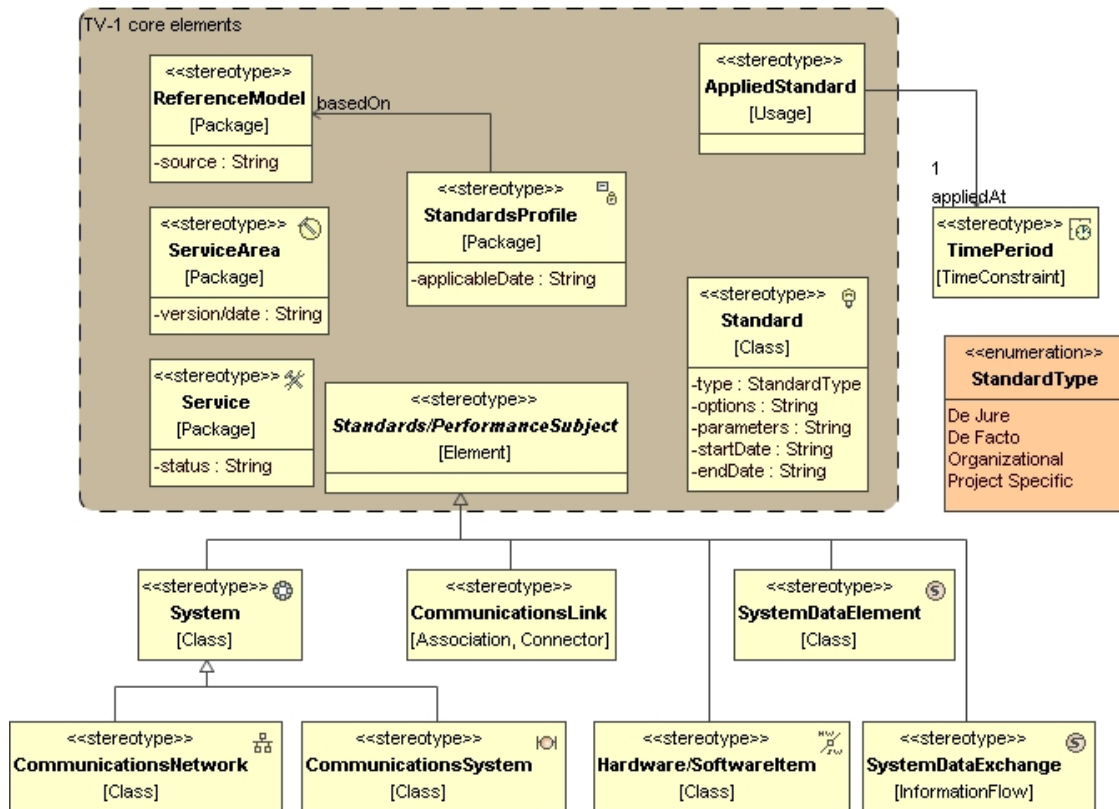 TV-1 core elements
<<stereotype>>
ReferenceModel
[Package]
-source : String
basedOn
<<stereotype>>
AppliedStandard
[Usage]
<<stereotype>>
StandardsProfile
[Package]
-applicableDate : String
1
appliedAt
<<stereotype>>
TimePeriod
[TimeConstraint]
<<stereotype>>
ServiceArea
[Package]
-version/date : String
<<stereotype>>
Standard
[Class]
-type : StandardType
-options : String
-parameters : String
-startDate : String
-endDate : String
<<enumeration>>
StandardType
De Jure
De Facto
Organizational
Project Specific
<<stereotype>>
Service
[Package]
-status : String
<<stereotype>>
Standards/PerformanceSubject
[Element]
<<stereotype>>
System
[Class]
<<stereotype>>
CommunicationsLink
[Association, Connector]
<<stereotype>>
SystemDataElement
[Class]
S
<<stereotype>>
CommunicationsNetwork
[Class]
<<stereotype>>
CommunicationsSystem
[Class]
<<stereotype>>
Hardware/SoftwareItem
[Class]
HW
SW
<<stereotype>>
SystemDataExchange
[InformationFlow]
S